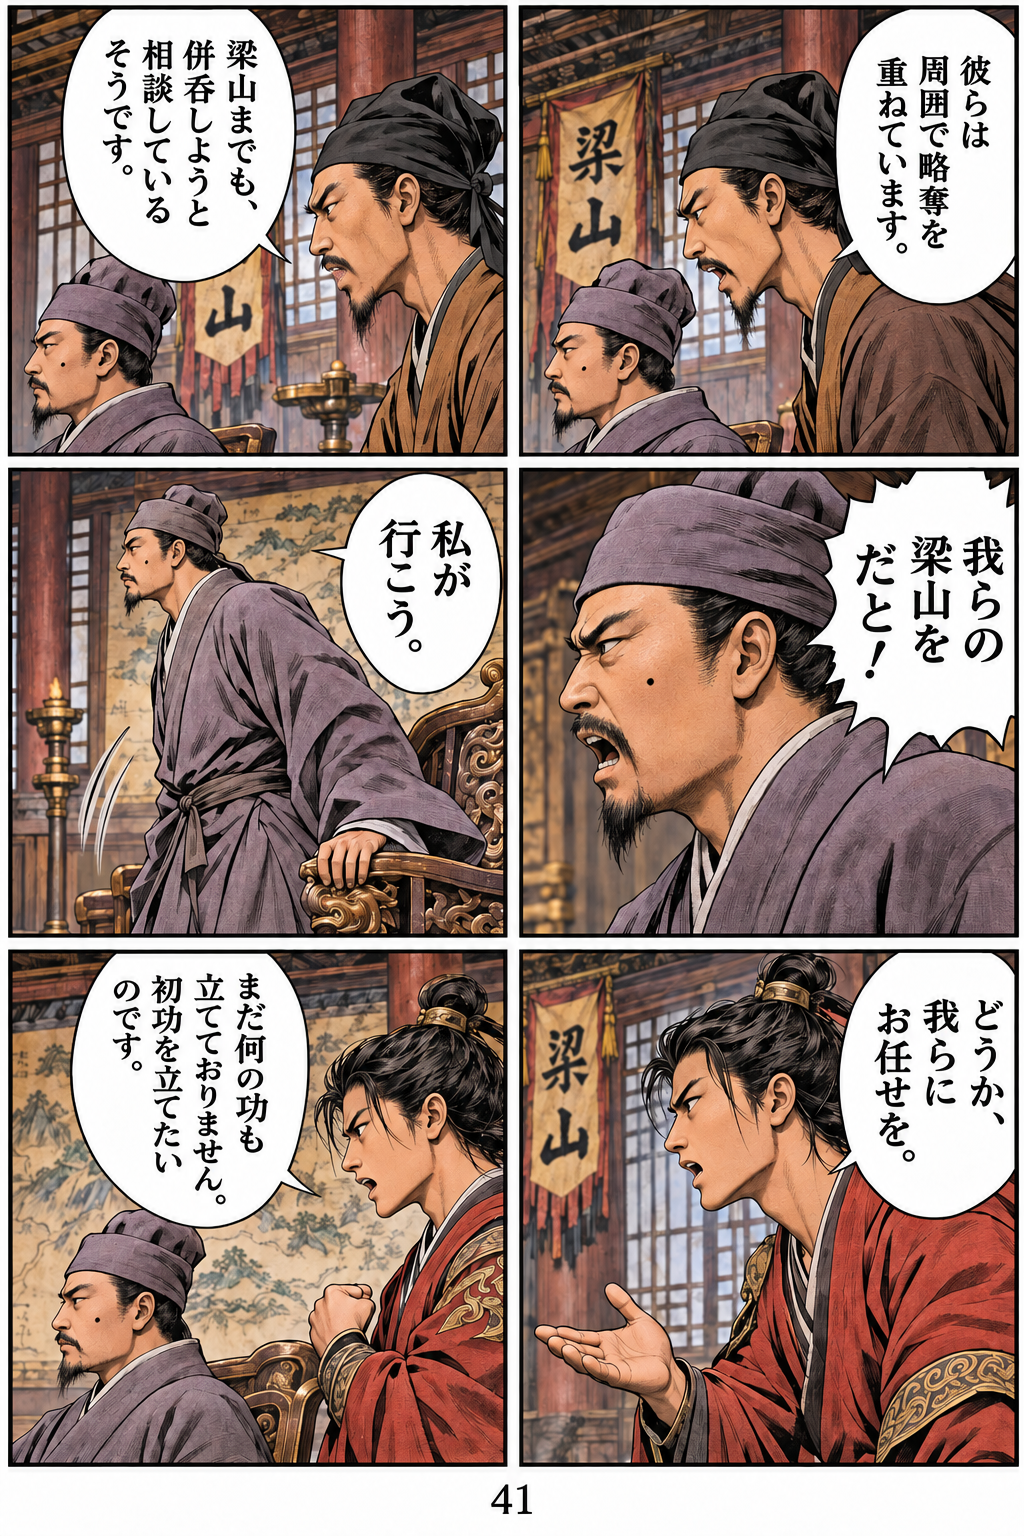 彼らは
周囲で略奪を
重ねています。
梁山
梁山までも、
併呑しようと
相談している
そうです。
山
我らの
梁山を
だと!
私が
行こう。
どうか、
我らに
お任せを。
梁山
まだ何の功も
立てておりません。
初功を立てたい
のです。
41